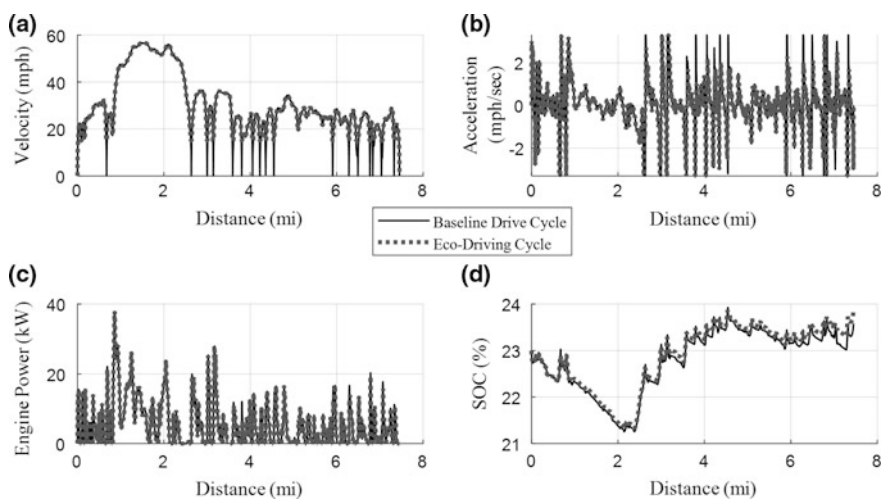 (a)
60
40
20
0
Velocity (mph)
0 2 4 6 8
Distance (mi)
(b)
2
0
-2
Acceleration
(mph/sec)
0 2 4 6 8
Distance (mi)
Baseline Drive Cycle
Eco-Driving Cycle
(c)
40
20
0
Engine Power (kW)
0 2 4 6 8
Distance (mi)
(d)
24
23
22
21
SOC (%)
0 2 4 6 8
Distance (mi)